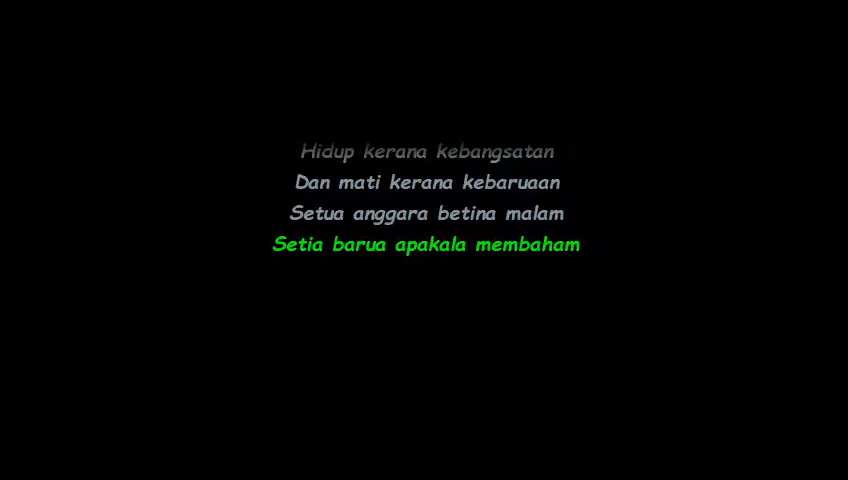 Hidup kerana kebangsatan
Dan mati kerana kebaruaan
Setua anggara betina malam
Setia barua apakala membaham